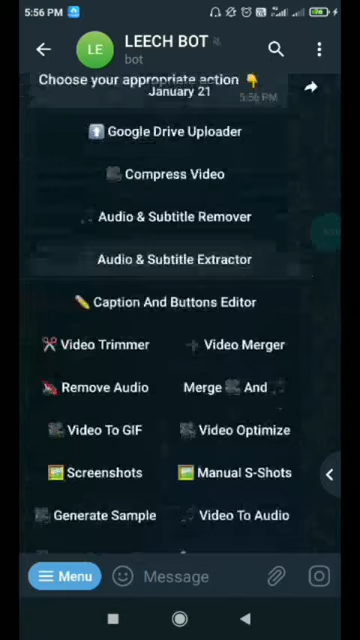 5:56 PM
LE
LEECH BOT
bot
Choose your appropriate action 👇
January 21
5:56 PM
⬆️ Google Drive Uploader
🎥 Compress Video
🎵 Audio & Subtitle Remover
Audio & Subtitle Extractor
✏️ Caption And Buttons Editor
✂️ Video Trimmer
➕ Video Merger
🔇 Remove Audio
Merge 🎥 And 🎵
🎥 Video To GIF
🎥 Video Optimize
🖼️ Screenshots
🖼️ Manual S-Shots
🎥 Generate Sample
🎵 Video To Audio
Menu
Message